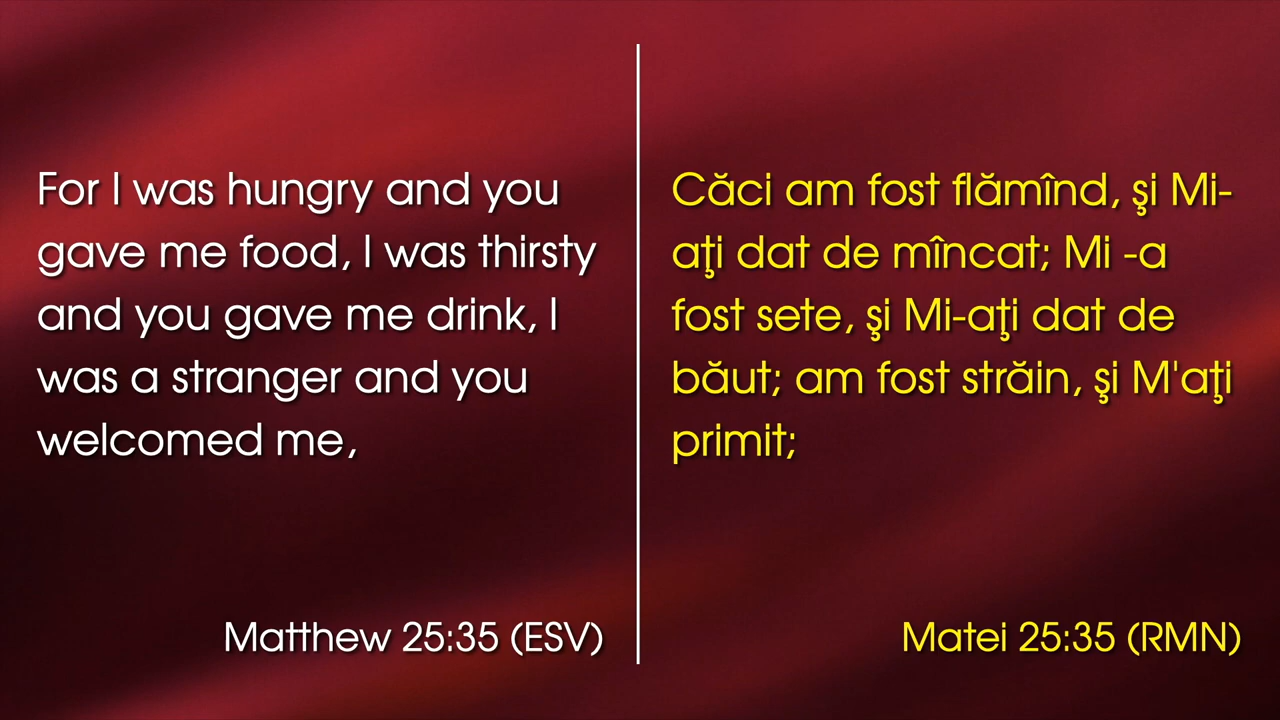 For I was hungry and you
gave me food, I was thirsty
and you gave me drink, I
was a stranger and you
welcomed me,
Matthew 25:35 (ESV)
Căci am fost flămînd, şi Mi-
aţi dat de mîncat; Mi -a
fost sete, şi Mi-aţi dat de
băut; am fost străin, şi M'aţi
primit;
Matei 25:35 (RMN)